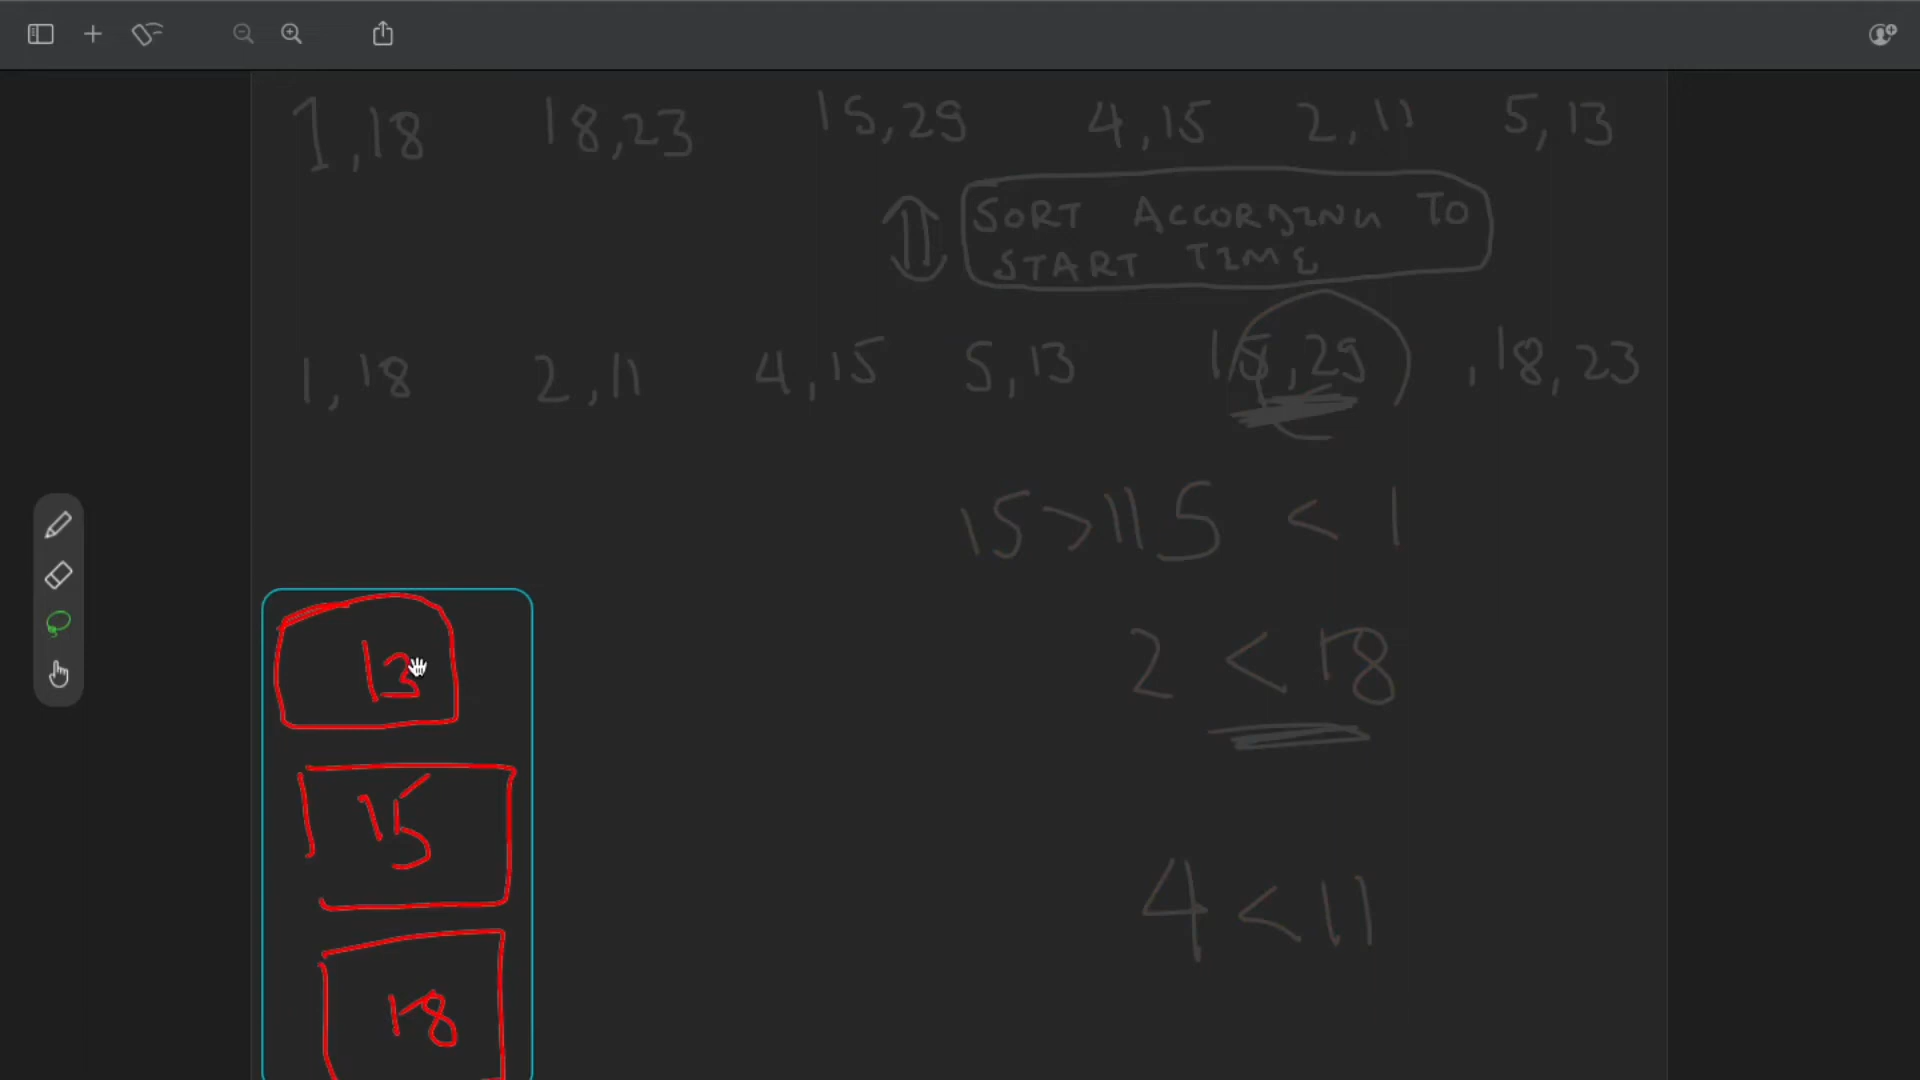 1,18 18,23 15,29 4,15 2,11 5,13
SORT ACCORDING TO
START TIME
1,18 2,11 4,15 5,13 15,29 ,18,23
15>11 5 < 1
13
2 < 18
15
4 < 11
18